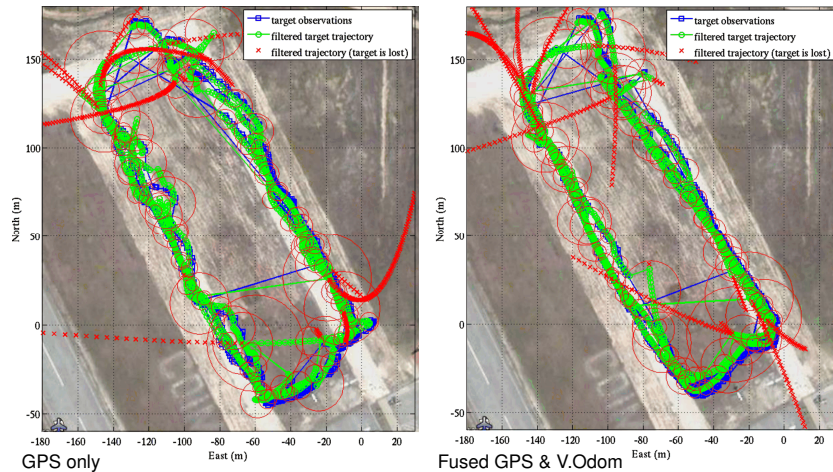 target observations
filtered target trajectory
filtered trajectory (target is lost)
150
100
50
0
-50
North (m)
-180 -160 -140 -120 -100 -80 -60 -40 -20 0 20
East (m)
GPS only
target observations
filtered target trajectory
filtered trajectory (target is lost)
150
100
50
0
-50
North (m)
-180 -160 -140 -120 -100 -80 -60 -40 -20 0 20
East (m)
Fused GPS & V.Odom